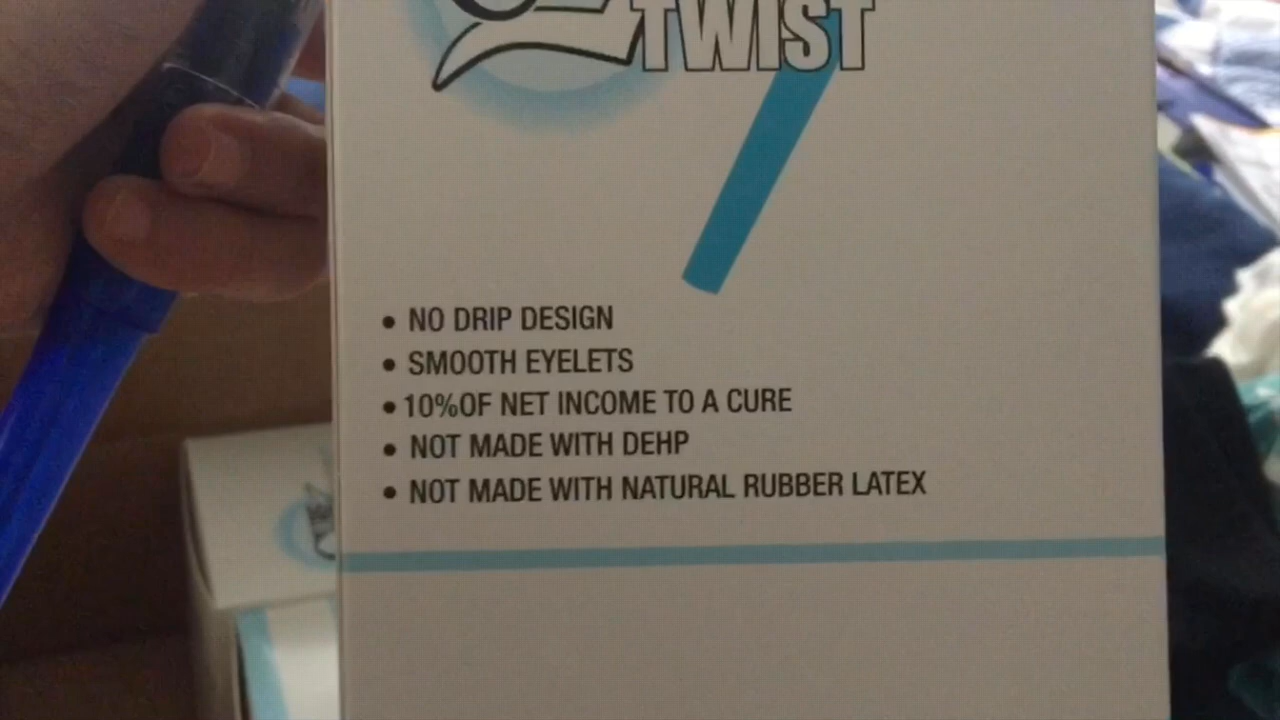 TWIST
• NO DRIP DESIGN
• SMOOTH EYELETS
• 10%OF NET INCOME TO A CURE
• NOT MADE WITH DEHP
• NOT MADE WITH NATURAL RUBBER LATEX